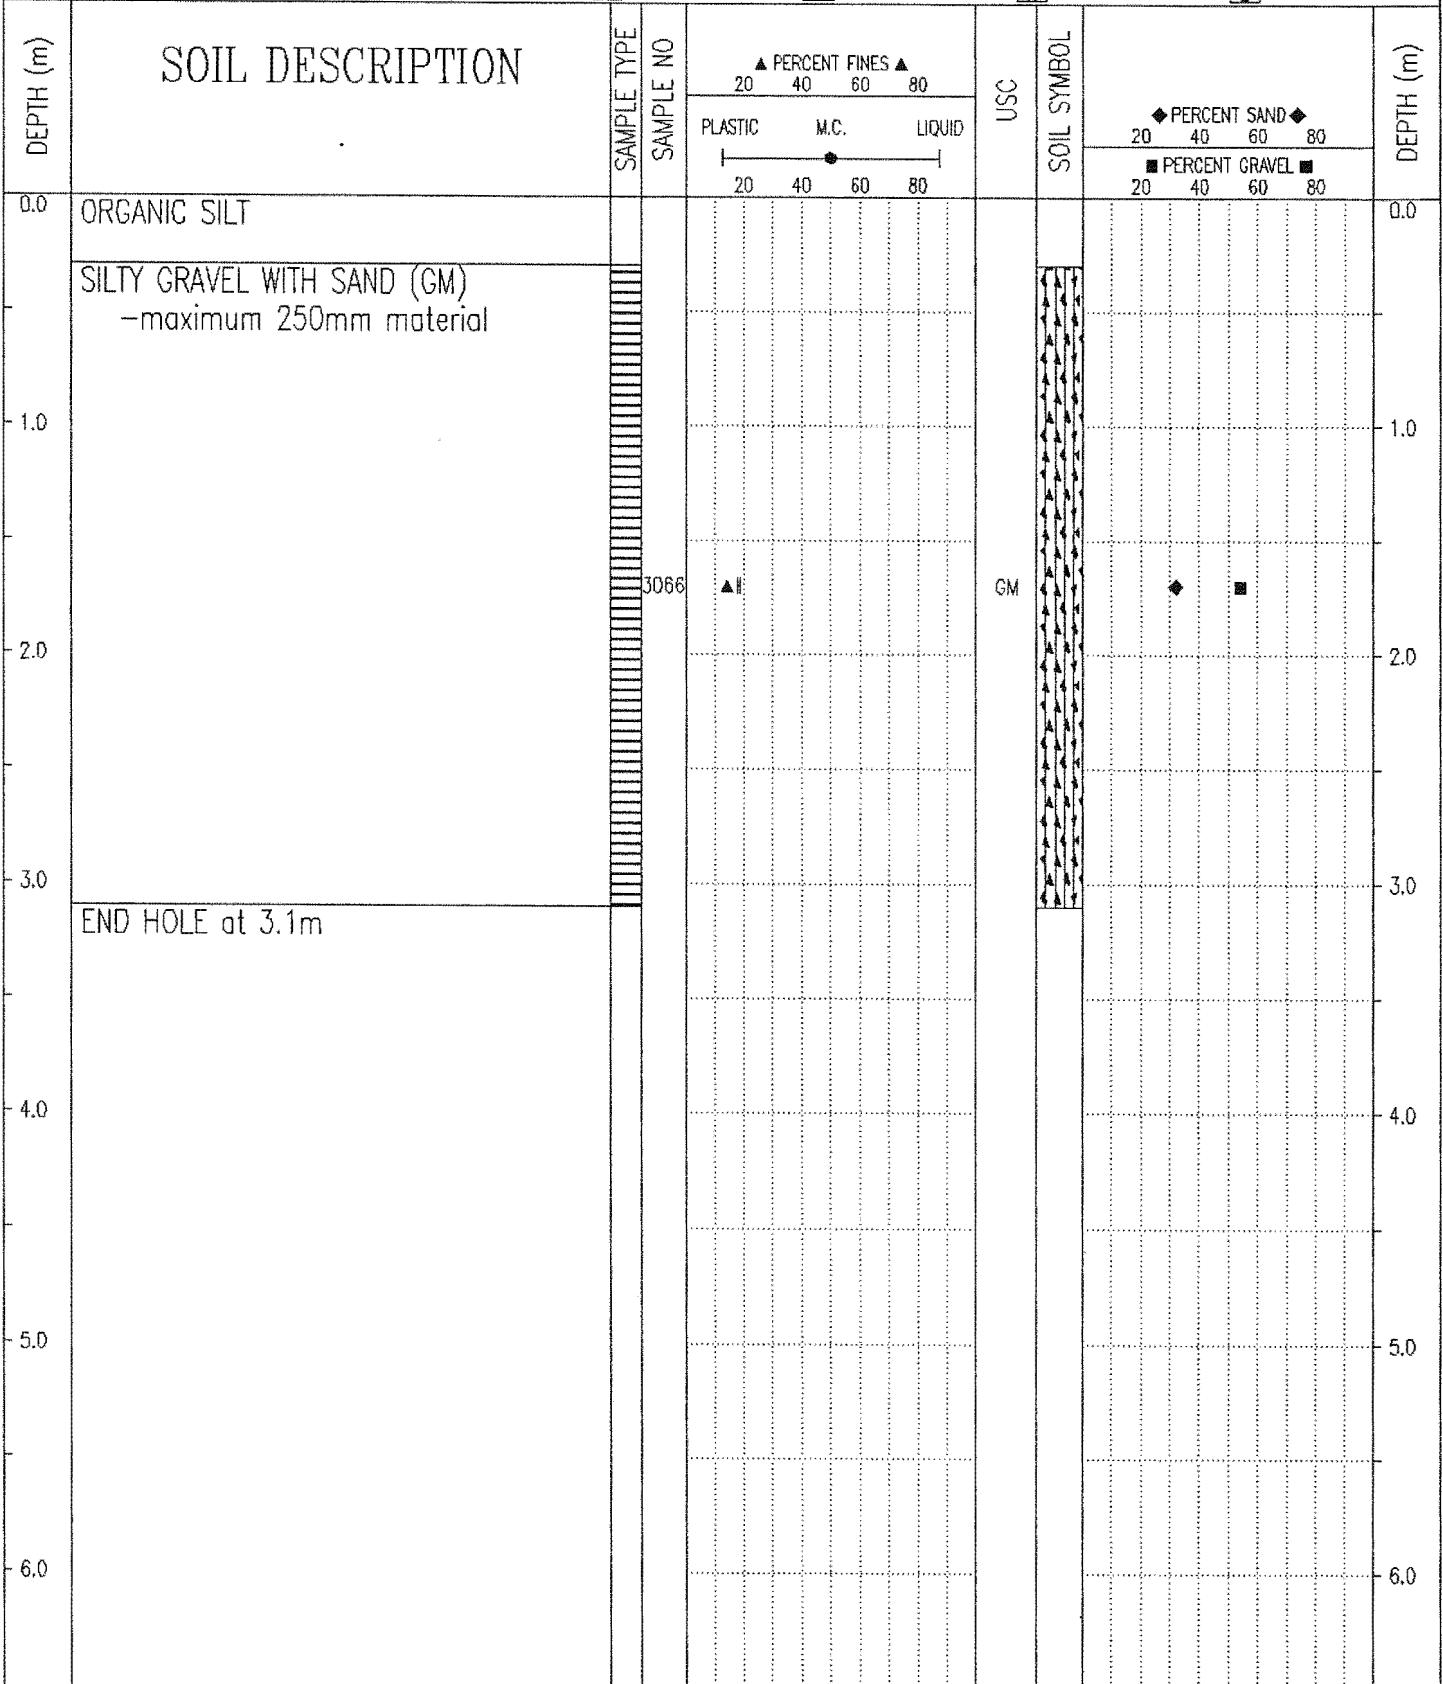 DEPTH (m)
SOIL DESCRIPTION
SAMPLE TYPE
SAMPLE NO
▲ PERCENT FINES ▲
20 40 60 80
PLASTIC M.C. LIQUID
20 40 60 80
USC
SOIL SYMBOL
◆ PERCENT SAND ◆
20 40 60 80
■ PERCENT GRAVEL ■
20 40 60 80
DEPTH (m)
0.0 ORGANIC SILT 0.0
SILTY GRAVEL WITH SAND (GM)
-maximum 250mm material
1.0 1.0
3066 GM
2.0 2.0
3.0 3.0
END HOLE at 3.1m
4.0 4.0
5.0 5.0
6.0 6.0